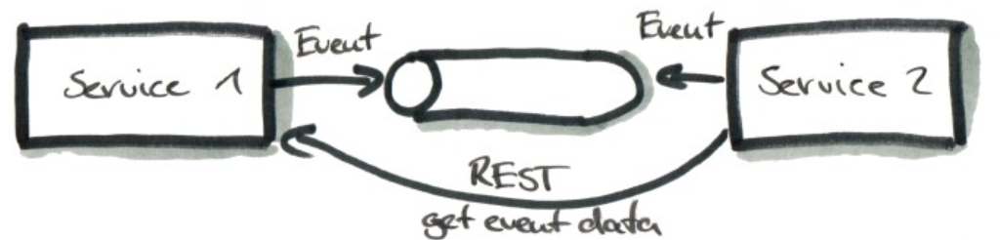 Event
Event
Service 1
Service 2
REST
get event data